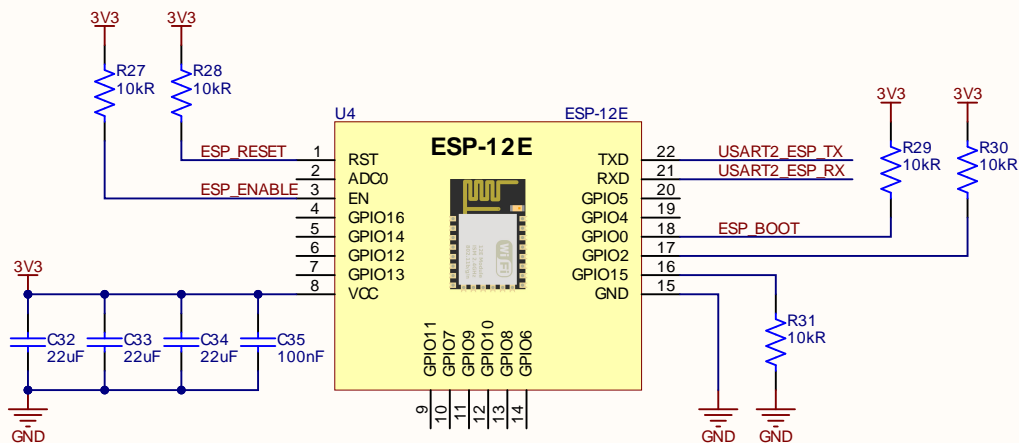 3V3
3V3
R27
10kR
R28
10kR
3V3
3V3
R29
10kR
R30
10kR
U4
ESP-12E
ESP-12E
ESP_RESET
1
RST
2
ADC0
ESP_ENABLE
3
EN
4
GPIO16
5
GPIO14
6
GPIO12
7
GPIO13
8
VCC
TXD
22
USART2_ESP_TX
RXD
21
USART2_ESP_RX
GPIO5
20
GPIO4
19
GPIO0
18
ESP_BOOT
GPIO2
17
GPIO15
16
GND
15
WiFi
GPIO11
GPIO7
GPIO9
GPIO10
GPIO8
GPIO6
9
10
11
12
13
14
3V3
C32
22uF
C33
22uF
C34
22uF
C35
100nF
R31
10kR
GND
GND
GND